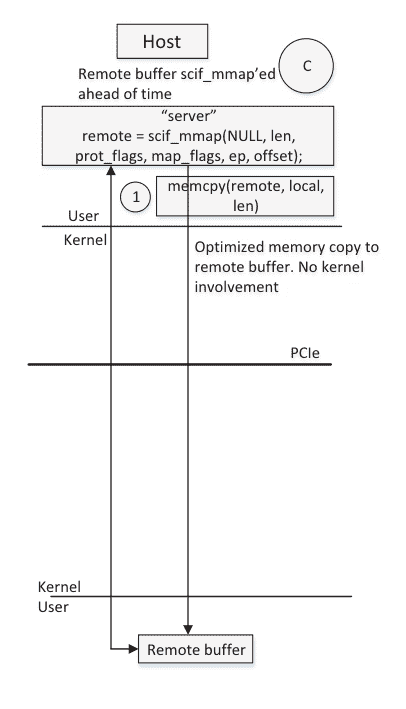 Host
C
Remote buffer scif_mmap’ed
ahead of time
“server”
remote = scif_mmap(NULL, len,
prot_flags, map_flags, ep, offset);
1
memcpy(remote, local,
len)
User
Kernel
Optimized memory copy to
remote buffer. No kernel
involvement
PCIe
Kernel
User
Remote buffer